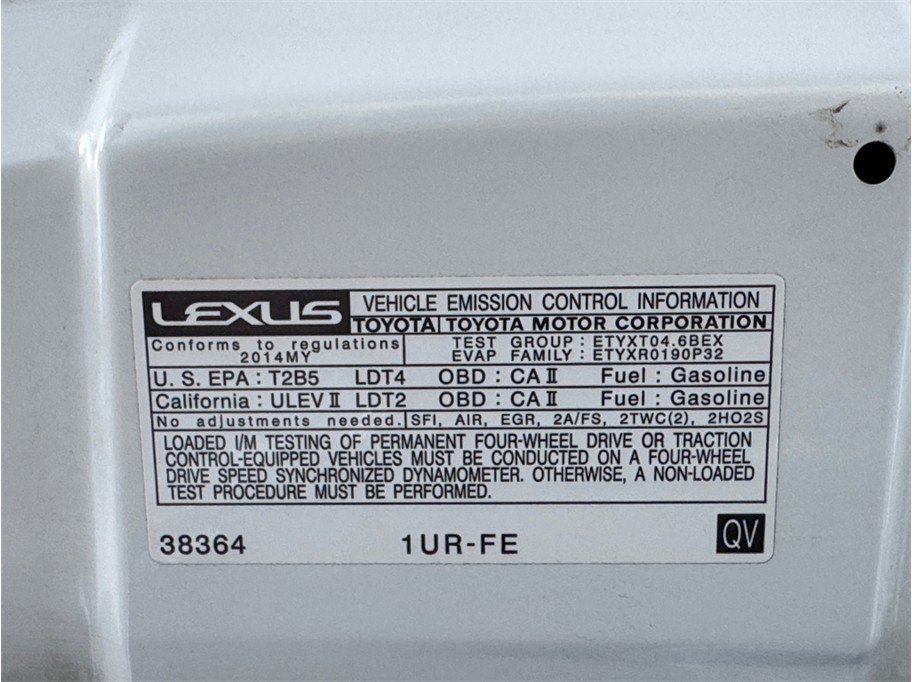 LEXUS VEHICLE EMISSION CONTROL INFORMATION
TOYOTA TOYOTA MOTOR CORPORATION
Conforms to regulations TEST GROUP : ETYXT04.6BEX
2014MY EVAP FAMILY : ETYXR0190P32
U. S. EPA : T2B5 LDT4 OBD : CA II Fuel : Gasoline
California : ULEV II LDT2 OBD : CA II Fuel : Gasoline
No adjustments needed. SFI, AIR, EGR, 2A/FS, 2TWC(2), 2HO2S
LOADED I/M TESTING OF PERMANENT FOUR-WHEEL DRIVE OR TRACTION
CONTROL-EQUIPPED VEHICLES MUST BE CONDUCTED ON A FOUR-WHEEL
DRIVE SPEED SYNCHRONIZED DYNAMOMETER. OTHERWISE, A NON-LOADED
TEST PROCEDURE MUST BE PERFORMED.
38364 1UR-FE QV